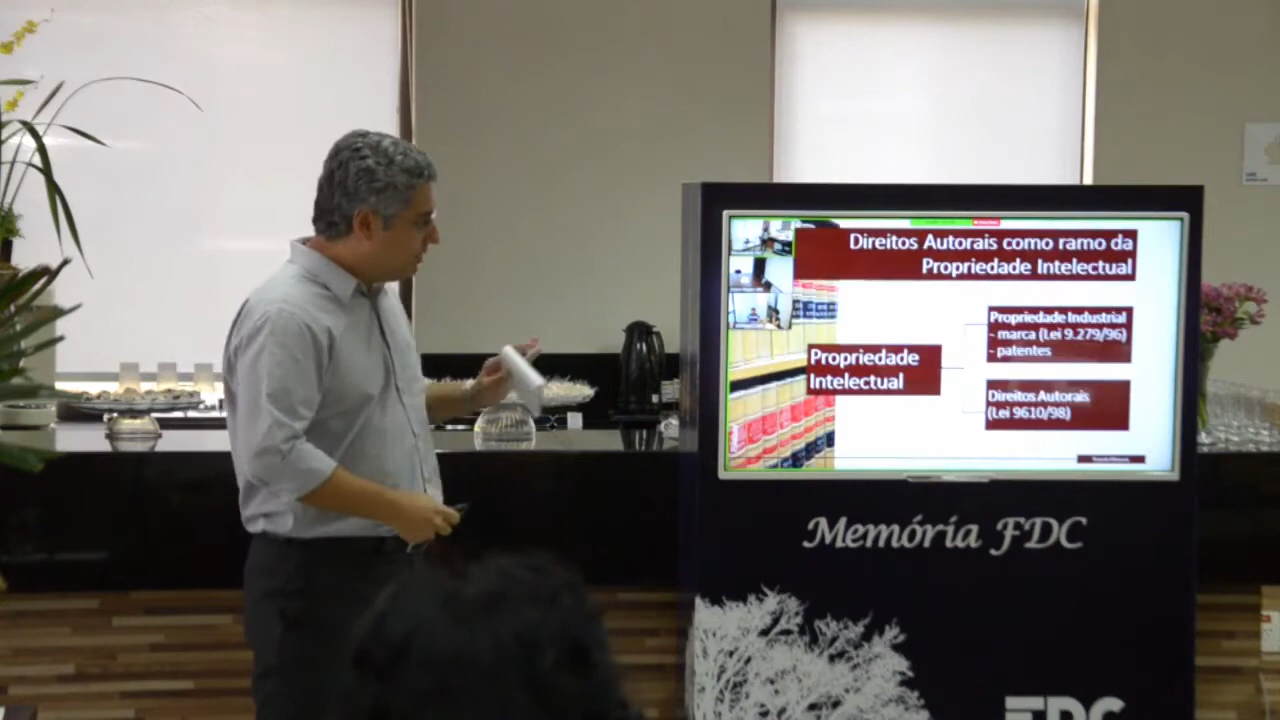 Direitos Autorais como ramo da
Propriedade Intelectual
Propriedade Industrial
- marca (Lei 9.279/96)
- patentes
Propriedade
Intelectual
Direitos Autorais
(Lei 9610/98)
Memória FDC
FDC